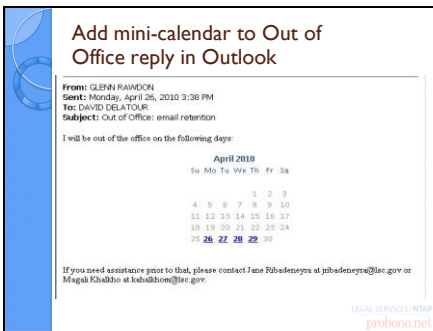 Add mini-calendar to Out of
Office reply in Outlook
From: GLENN RAWDON
Sent: Monday, April 26, 2010 3:38 PM
To: DAVID DELATOUR
Subject: Out of Office: email retention
I will be out of the office on the following days:
April 2010
Su Mo Tu We Th Fr Sa
1 2 3
4 5 6 7 8 9 10
11 12 13 14 15 16 17
18 19 20 21 22 23 24
25 26 27 28 29 30
If you need assistance prior to that, please contact Jane Ribadeneyra at jribadeneyra@lsc.gov or
Magali Khalkho at kahalkhom@lsc.gov.
LEGAL SERVICES NTAP
probono.net